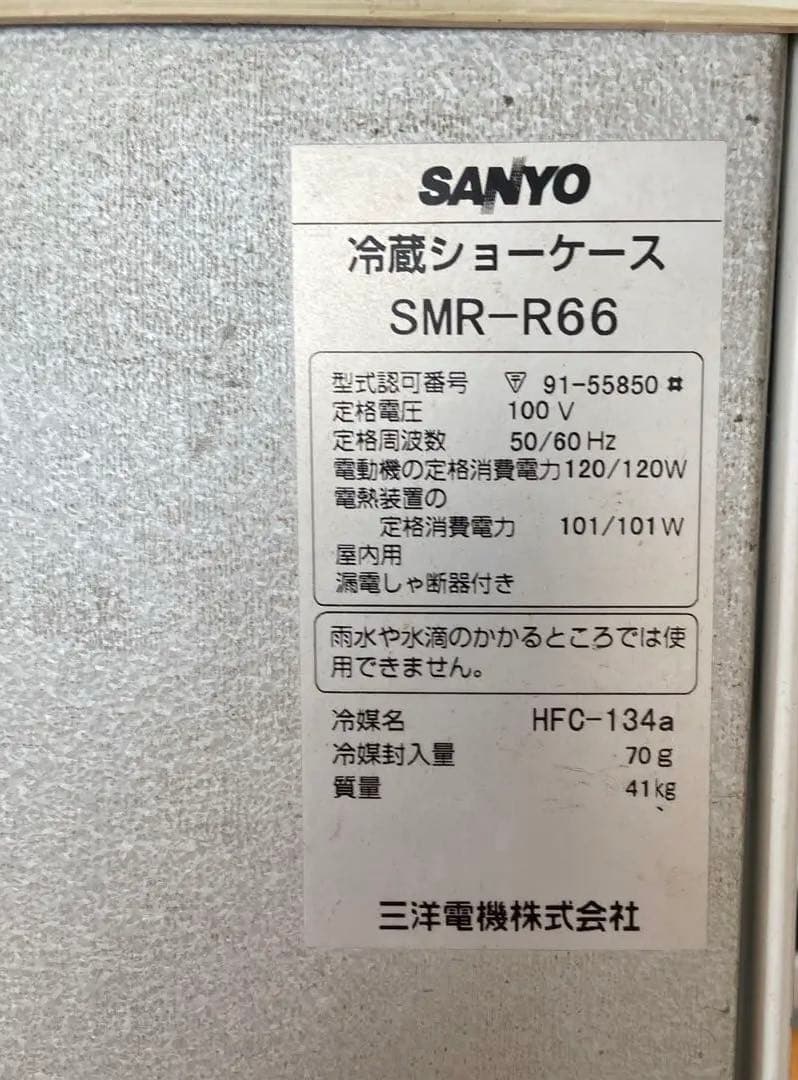 SANYO
冷蔵ショーケース
SMR-R66
型式認可番号 〒 91-55850 ⌗
定格電圧 100 V
定格周波数 50/60 Hz
電動機の定格消費電力 120/120W
電熱装置の
定格消費電力 101/101W
屋内用
漏電しゃ断器付き
雨水や水滴のかかるところでは使
用できません。
冷媒名 HFC-134a
冷媒封入量 70g
質量 41kg
三洋電機株式会社